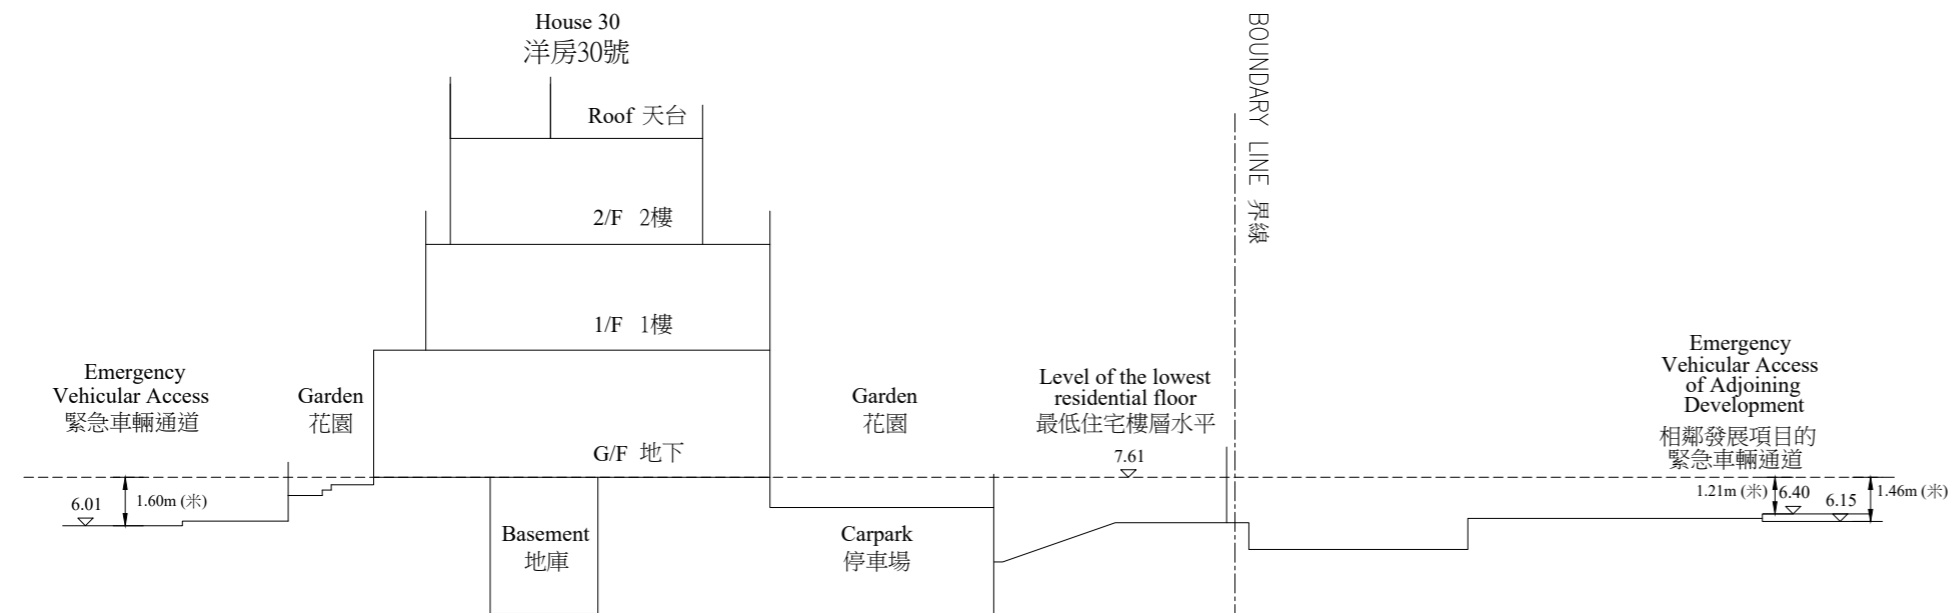 House 30
洋房30號
BOUNDARY LINE 界線
Roof 天台
2/F 2樓
1/F 1樓
Emergency
Vehicular Access
緊急車輛通道
Garden
花園
G/F 地下
Garden
花園
Level of the lowest
residential floor
最低住宅樓層水平
7.61
Emergency
Vehicular Access
of Adjoining
Development
相鄰發展項目的
緊急車輛通道
6.01
1.60m (米)
1.21m (米)
6.40
6.15
1.46m (米)
Basement
地庫
Carpark
停車場